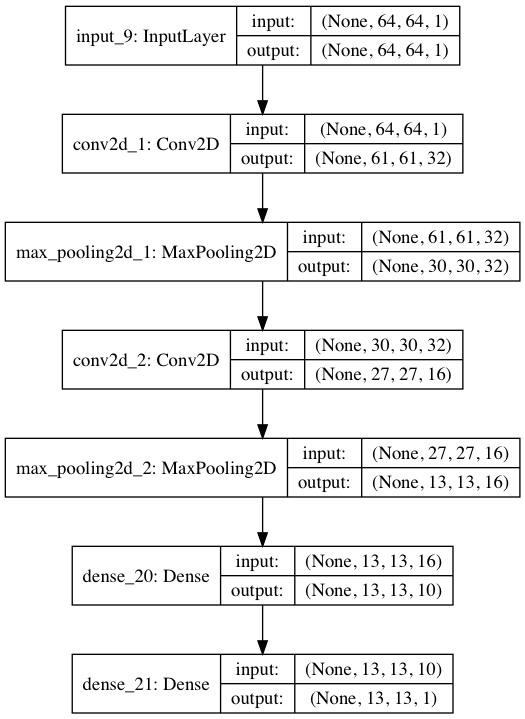 input_9: InputLayer
input: (None, 64, 64, 1)
output: (None, 64, 64, 1)
conv2d_1: Conv2D
input: (None, 64, 64, 1)
output: (None, 61, 61, 32)
max_pooling2d_1: MaxPooling2D
input: (None, 61, 61, 32)
output: (None, 30, 30, 32)
conv2d_2: Conv2D
input: (None, 30, 30, 32)
output: (None, 27, 27, 16)
max_pooling2d_2: MaxPooling2D
input: (None, 27, 27, 16)
output: (None, 13, 13, 16)
dense_20: Dense
input: (None, 13, 13, 16)
output: (None, 13, 13, 10)
dense_21: Dense
input: (None, 13, 13, 10)
output: (None, 13, 13, 1)